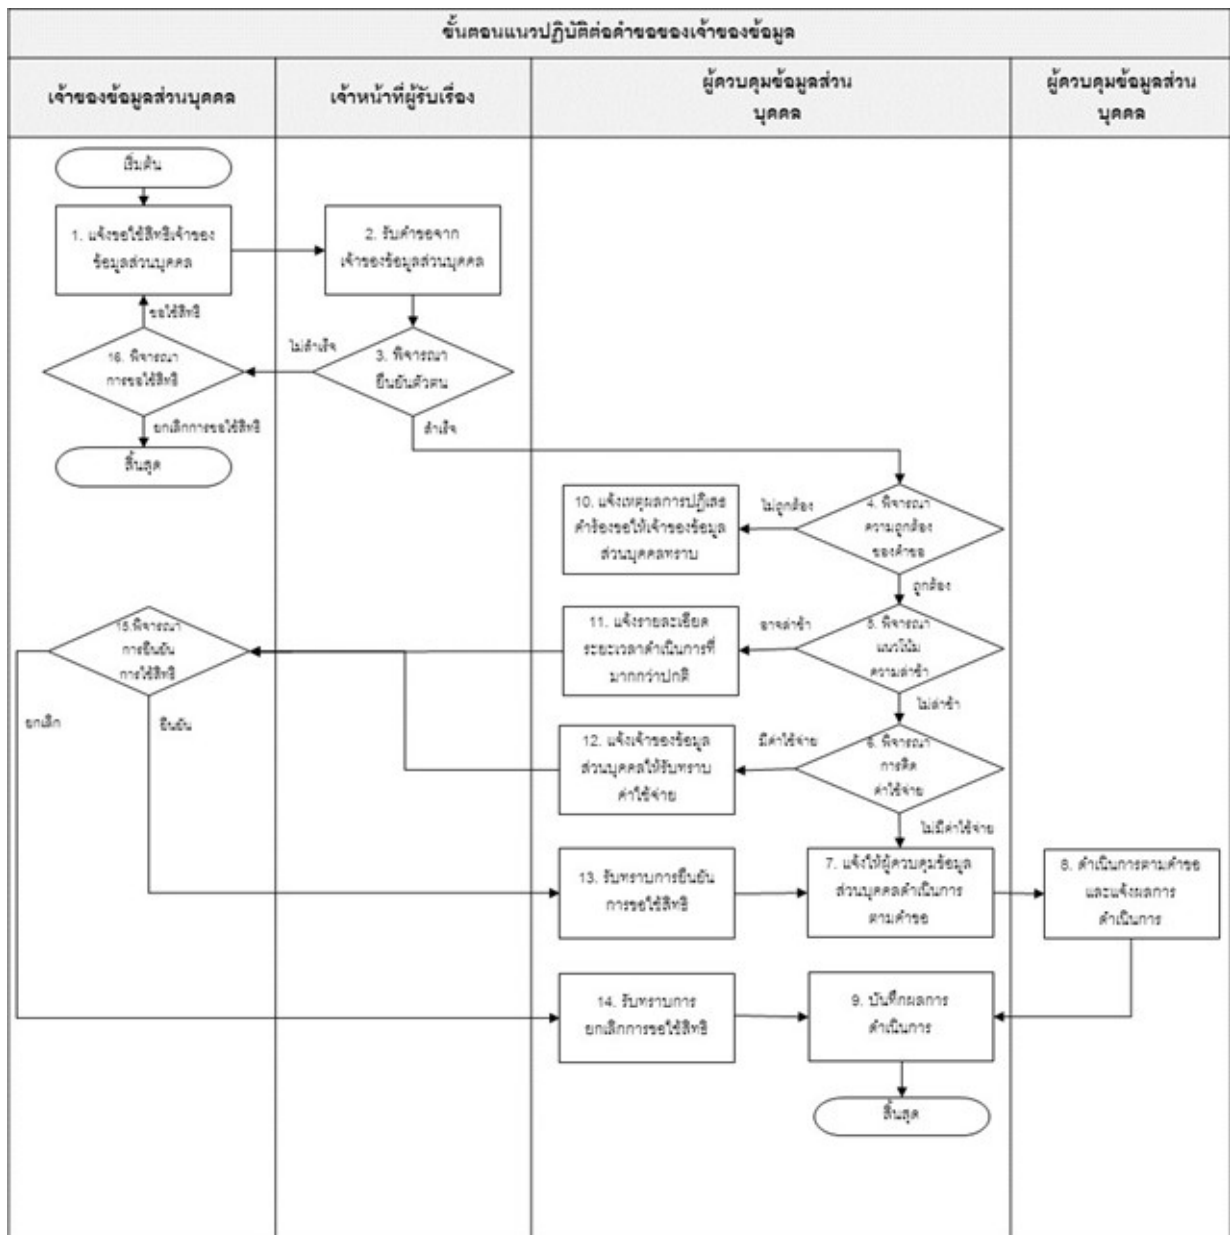 ขั้นตอนแนวปฏิบัติต่อคำขอของเจ้าของข้อมูล
เจ้าของข้อมูลส่วนบุคคล
เจ้าหน้าที่ผู้รับเรื่อง
ผู้ควบคุมข้อมูลส่วน
บุคคล
ผู้ควบคุมข้อมูลส่วน
บุคคล
เริ่มต้น
1. แจ้งขอใช้สิทธิเจ้าของ
ข้อมูลส่วนบุคคล
2. รับคำขอจาก
เจ้าของข้อมูลส่วนบุคคล
ขอใช้สิทธิ
ไม่สำเร็จ
16. พิจารณา
การขอใช้สิทธิ
3. พิจารณา
ยืนยันตัวตน
ยกเลิกการขอใช้สิทธิ
สำเร็จ
สิ้นสุด
10. แจ้งเหตุผลการปฏิเสธ
คำร้องขอให้เจ้าของข้อมูล
ส่วนบุคคลทราบ
ไม่ถูกต้อง
4. พิจารณา
ความถูกต้อง
ของคำขอ
ถูกต้อง
15.พิจารณา
การยืนยัน
การใช้สิทธิ
11. แจ้งรายละเอียด
ระยะเวลาดำเนินการที่
มากกว่าปกติ
อาจล่าช้า
5. พิจารณา
แนวโน้ม
ความล่าช้า
ไม่ล่าช้า
ยกเลิก
ยืนยัน
12. แจ้งเจ้าของข้อมูล
ส่วนบุคคลให้รับทราบ
ค่าใช้จ่าย
มีค่าใช้จ่าย
6. พิจารณา
การคิด
ค่าใช้จ่าย
ไม่มีค่าใช้จ่าย
13. รับทราบการยืนยัน
การขอใช้สิทธิ
7. แจ้งให้ผู้ควบคุมข้อมูล
ส่วนบุคคลดำเนินการ
ตามคำขอ
8. ดำเนินการตามคำขอ
และแจ้งผลการ
ดำเนินการ
14. รับทราบการ
ยกเลิกการขอใช้สิทธิ
9. บันทึกผลการ
ดำเนินการ
สิ้นสุด